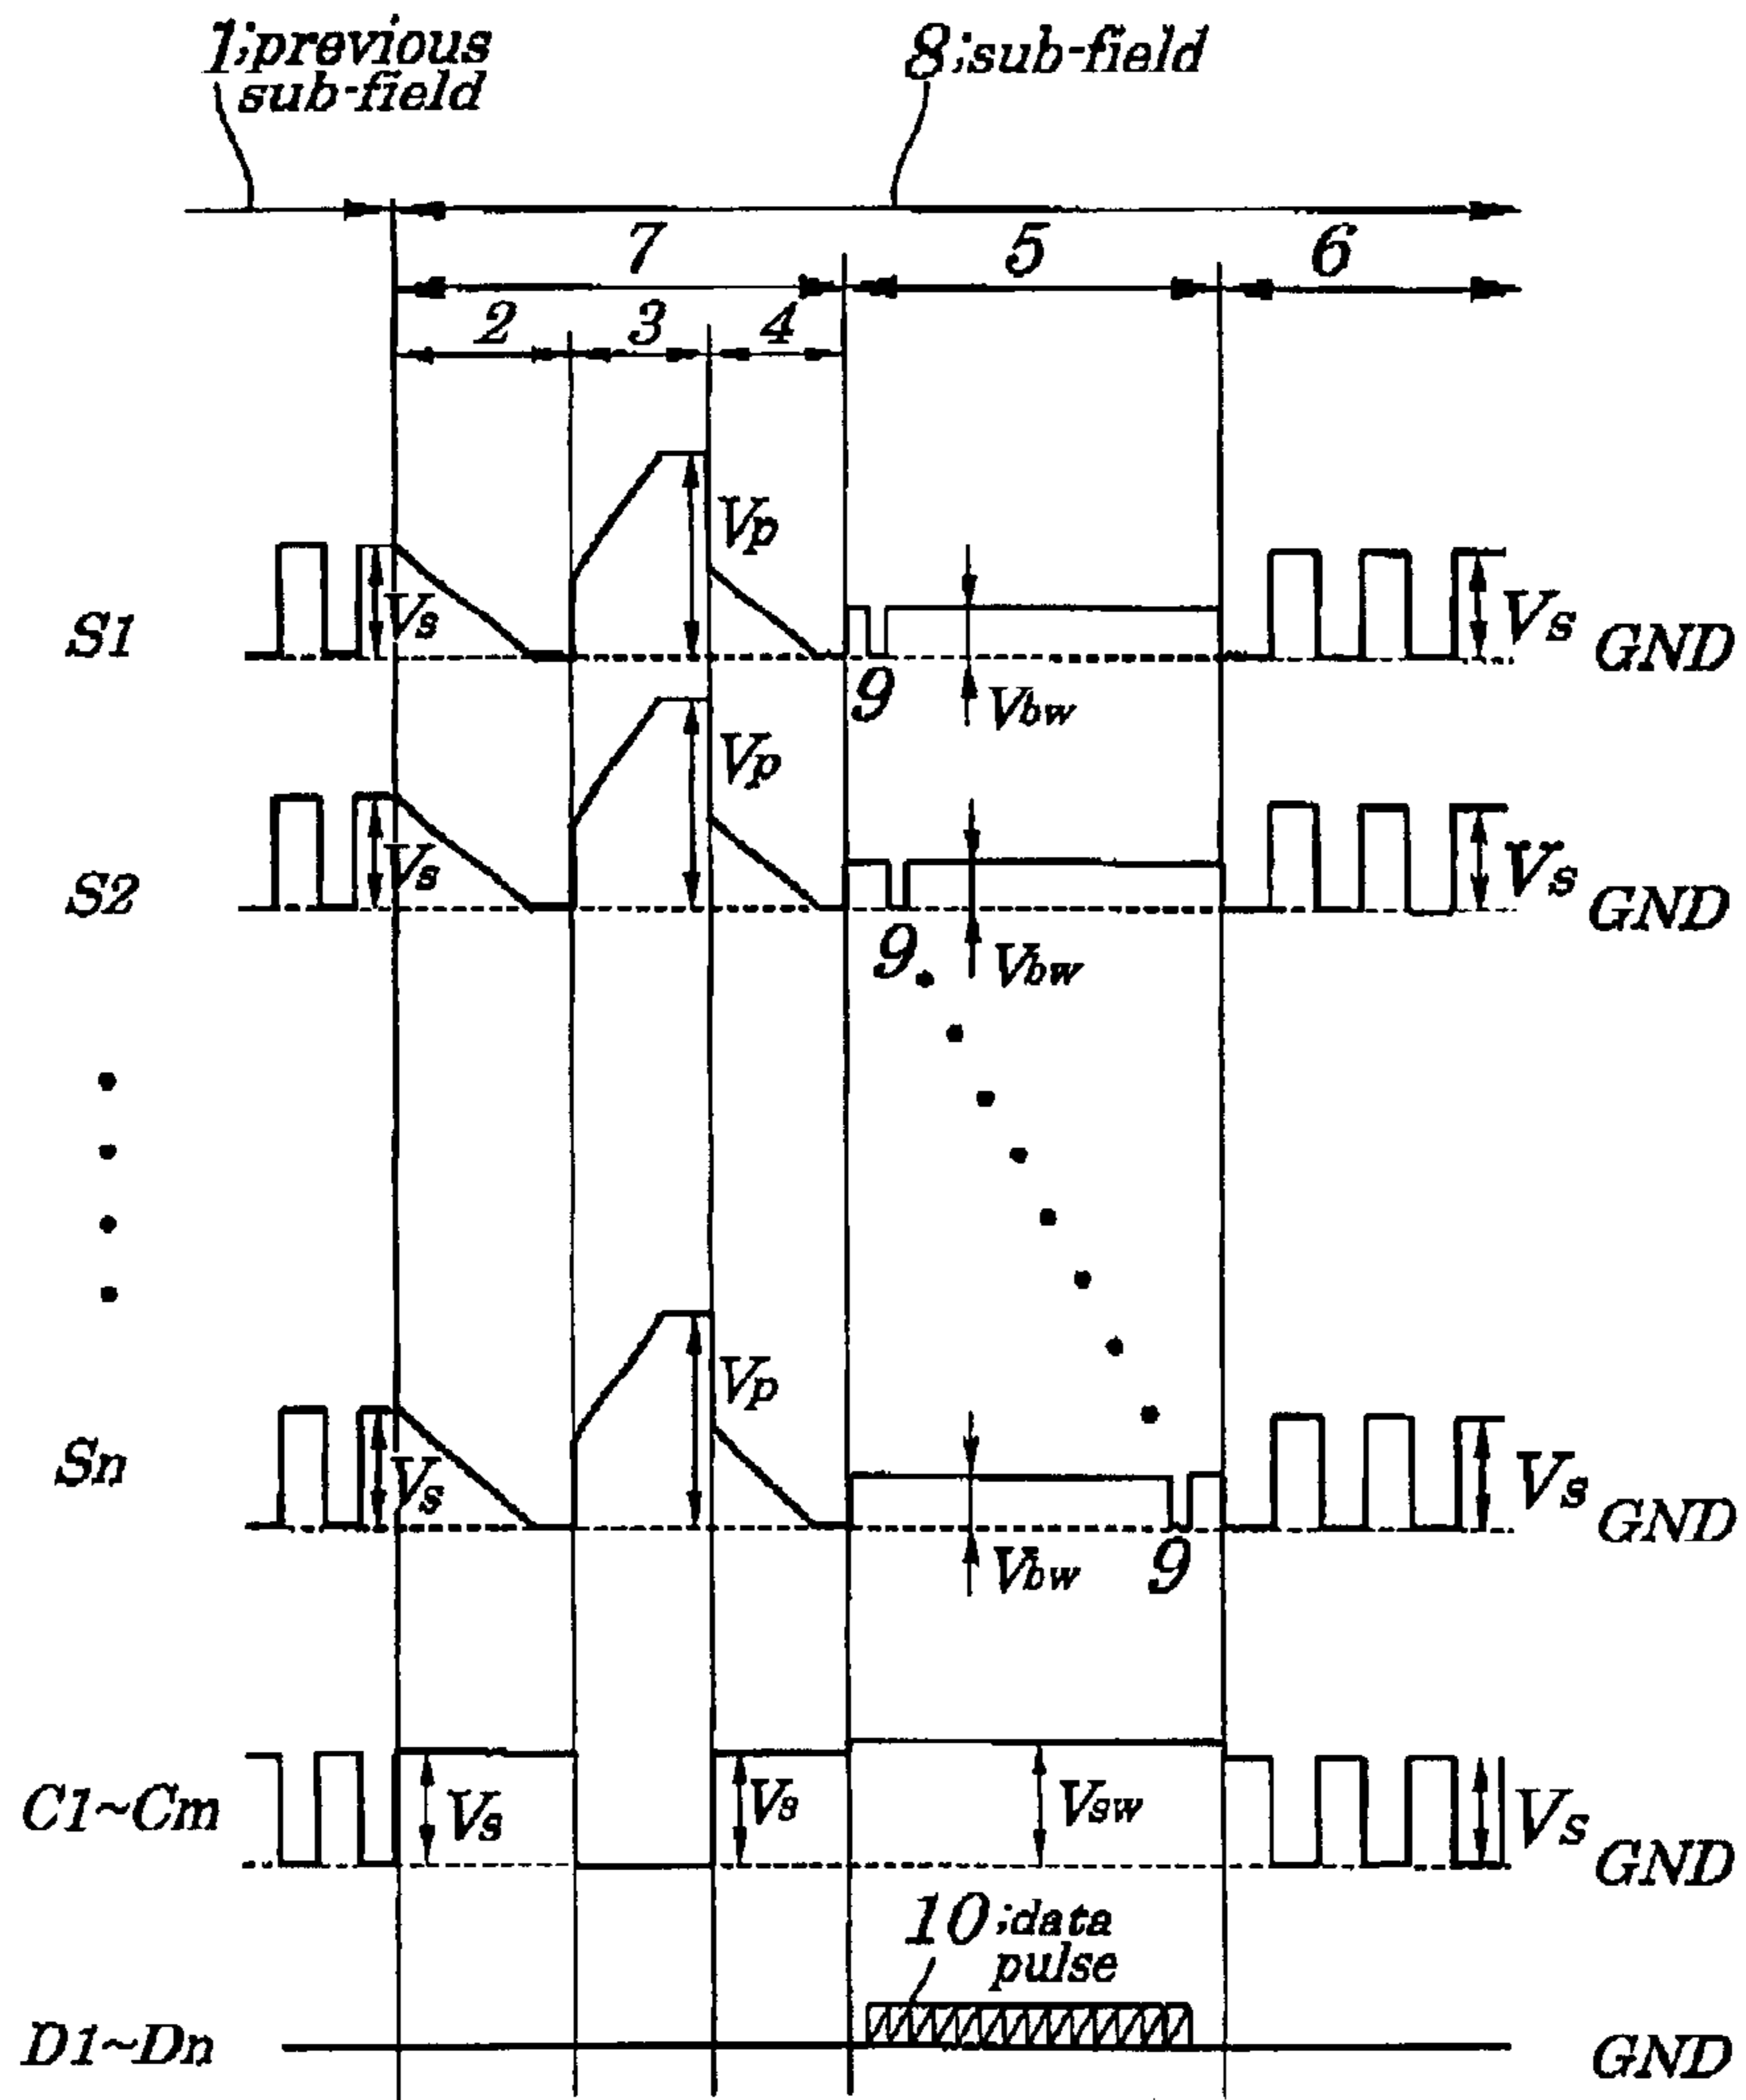 1;previous
sub-field
8;sub-field
7 5 6
2 3 4
S1 Vs Vp 9 Vbw Vs GND
S2 Vs Vp 9 Vbw Vs GND
Sn Vs Vp Vbw 9 Vs GND
C1~Cm Vs Vs Vsw Vs GND
10;data
pulse
D1~Dn GND